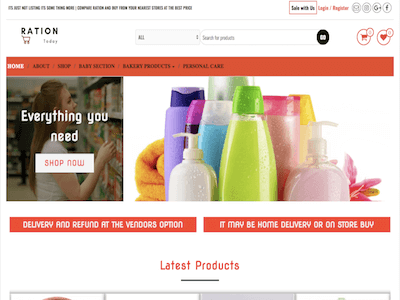 ITS JUST NOT LISTING ITS SOME THING MORE | COMPARE RATION AND BUY FROM YOUR NEAREST STORES AT THE BEST PRICE
Sale with Us
Login / Register
RATION
Today
ALL
Search for products
GO
HOME / ABOUT / SHOP / BABY SECTION / BAKERY PRODUCTS / PERSONAL CARE
Everything you
need
SHOP NOW
DELIVERY AND REFUND AT THE VENDORS OPTION
IT MAY BE HOME DELIVERY OR ON STORE BUY
Latest Products